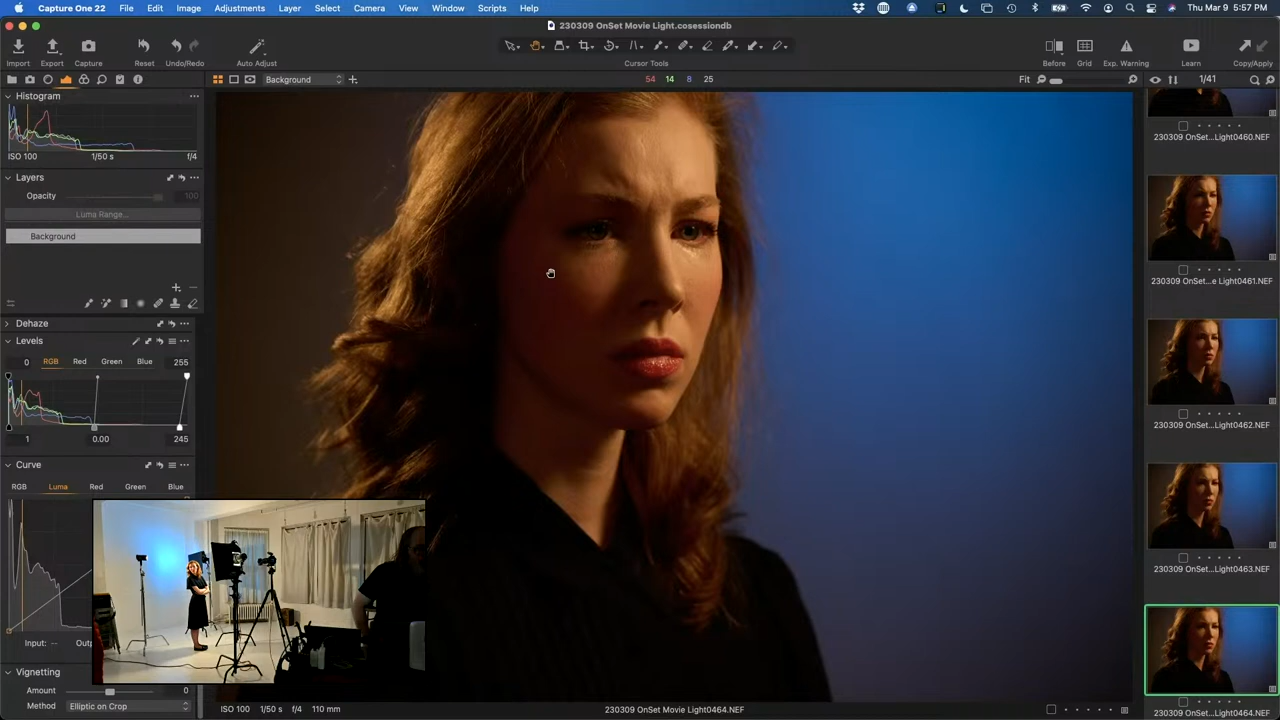 Capture One 22 File Edit Image Adjustments Layer Select Camera View Window Scripts Help Thu Mar 9 5:57 PM
230309 OnSet Movie Light.cosessiondb
Import Export Capture Reset Undo/Redo Auto Adjust Cursor Tools Before Grid Exp. Warning Learn Copy/Apply
Background 54 14 8 25 Fit 1/41
Histogram
ISO 100 1/50 s f/4
Layers
Opacity 100
Luma Range...
Background
Dehaze
Levels
0 RGB Red Green Blue 255
1 0.00 245
Curve
RGB Luma Red Green Blue
Input: --
Vignetting
Amount 0
Method Elliptic on Crop
ISO 100 1/50 s f/4 110 mm 230309 OnSet Movie Light0464.NEF
230309 OnSet...Light0460.NEF
230309 OnSet...e Light0461.NEF
230309 OnSet...Light0462.NEF
230309 OnSet...Light0463.NEF
230309 OnSet...Light0464.NEF